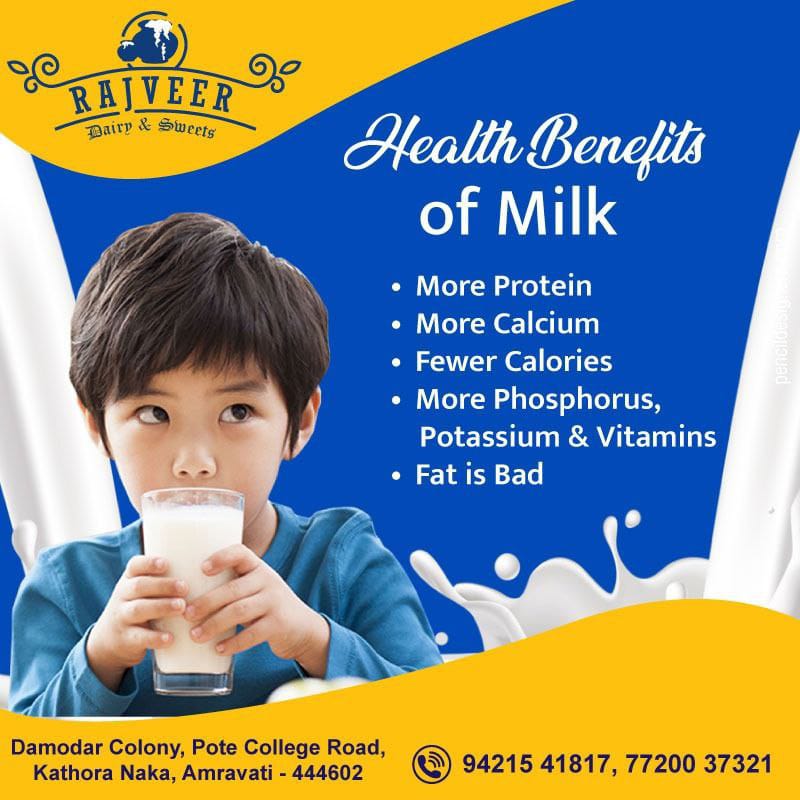 RAJVEER
Dairy & Sweets
Health Benefits
of Milk
• More Protein
• More Calcium
• Fewer Calories
• More Phosphorus,
Potassium & Vitamins
• Fat is Bad
Damodar Colony, Pote College Road,
Kathora Naka, Amravati - 444602
94215 41817, 77200 37321